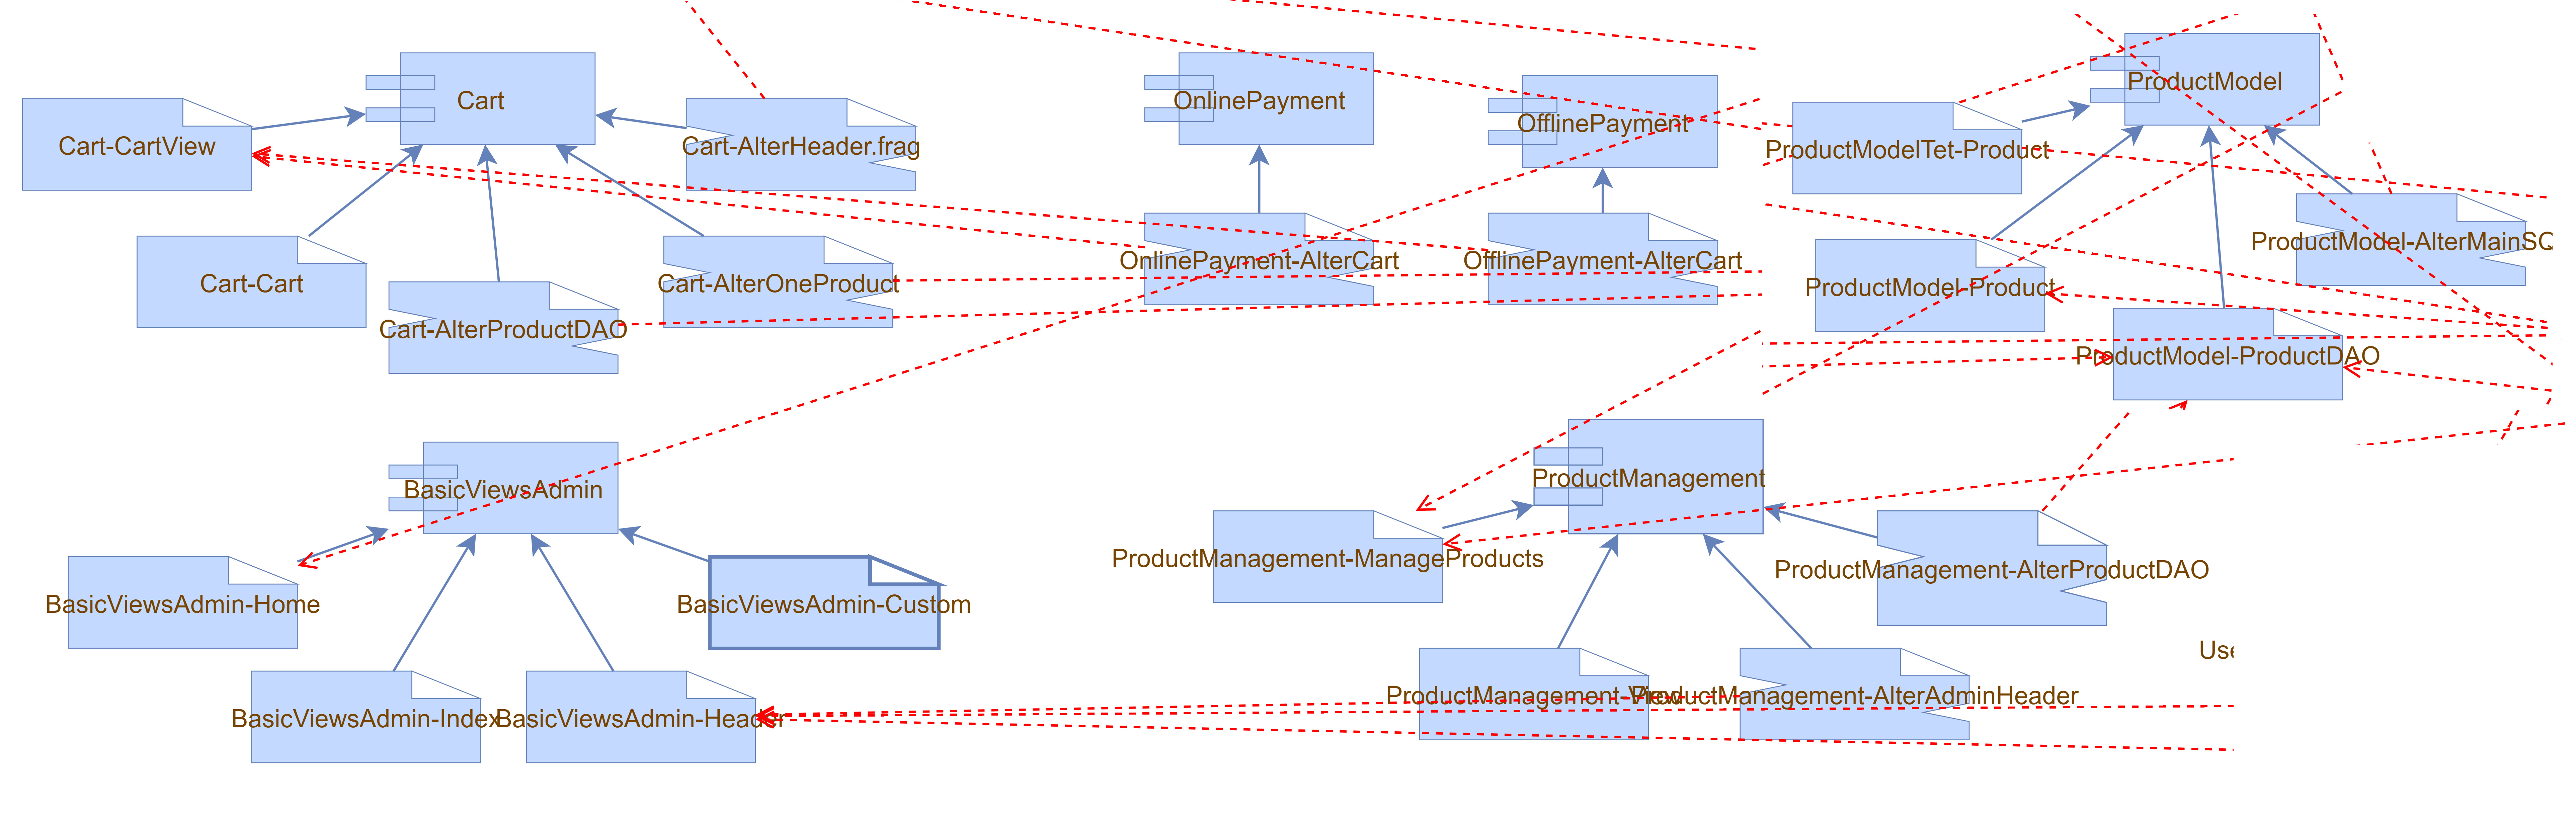 Cart
OnlinePayment
OfflinePayment
ProductModel
Cart-CartView
Cart-AlterHeader.frag
ProductModelTet-Product
Cart-Cart
Cart-AlterProductDAO
Cart-AlterOneProduct
OnlinePayment-AlterCart
OfflinePayment-AlterCart
ProductModel-Product
ProductModel-AlterMainSC
ProductModel-ProductDAO
BasicViewsAdmin
ProductManagement
BasicViewsAdmin-Home
BasicViewsAdmin-Custom
ProductManagement-ManageProducts
ProductManagement-AlterProductDAO
Use
BasicViewsAdmin-Index
BasicViewsAdmin-Header
ProductManagement-View
ProductManagement-AlterAdminHeader